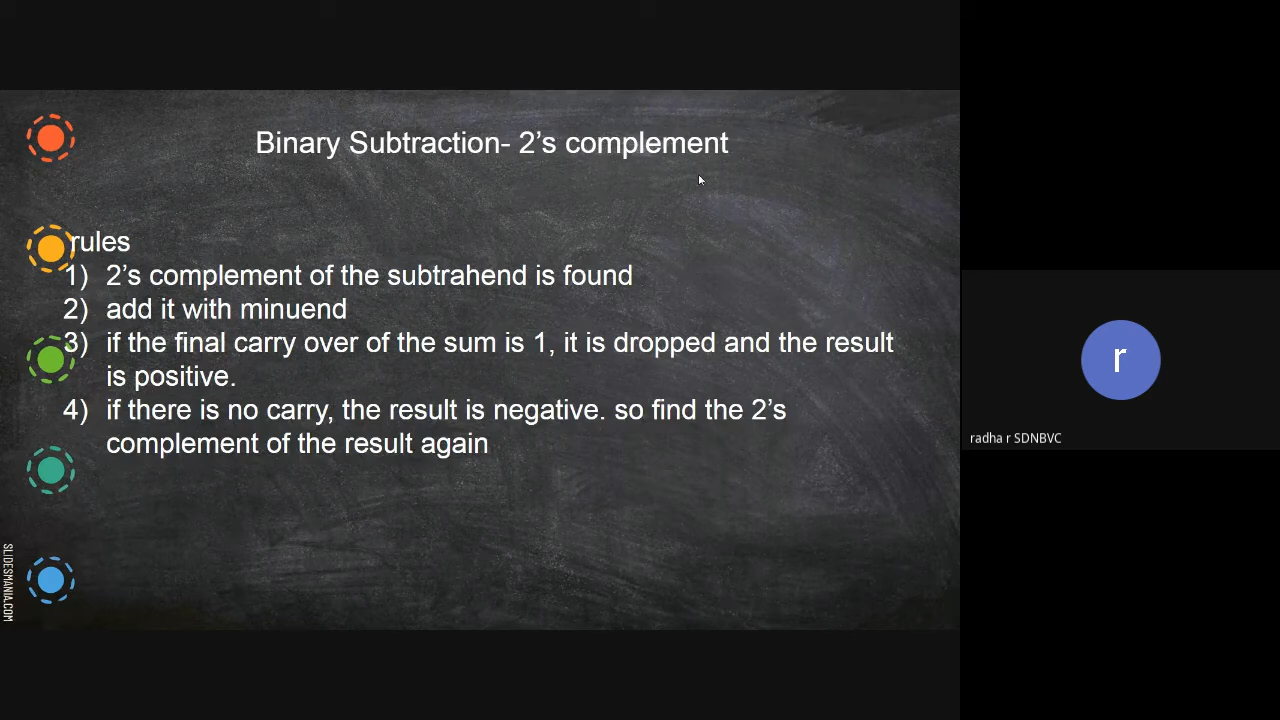 Binary Subtraction- 2's complement
rules
1) 2's complement of the subtrahend is found
2) add it with minuend
3) if the final carry over of the sum is 1, it is dropped and the result
is positive.
4) if there is no carry, the result is negative. so find the 2's
complement of the result again
SLIDESMANIA.COM
r
radha r SDNBVC